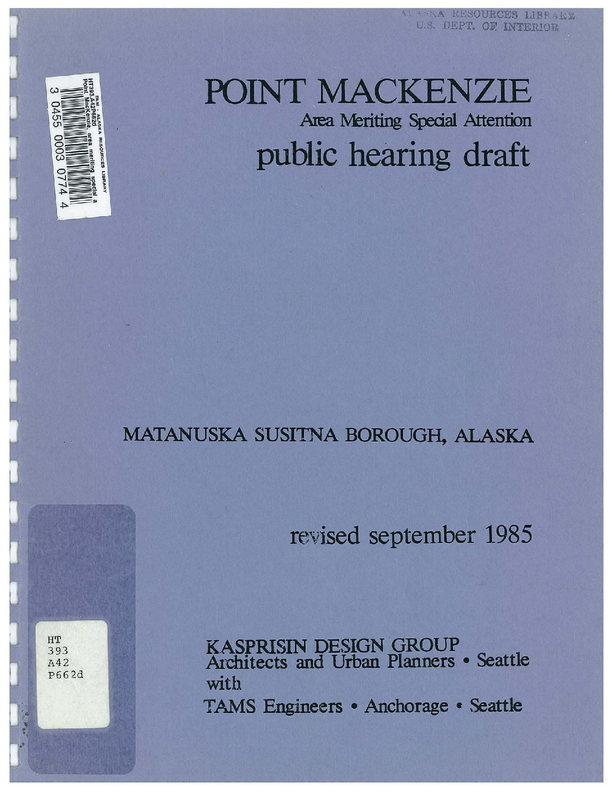 ALASKA RESOURCES LIBRARY
U.S. DEPT. OF INTERIOR
POINT MACKENZIE
Area Meriting Special Attention
public hearing draft
3 0455 0003 0774 4
MATANUSKA SUSITNA BOROUGH, ALASKA
revised september 1985
HT
393
A42
P662d
KASPRISIN DESIGN GROUP
Architects and Urban Planners • Seattle
with
TAMS Engineers • Anchorage • Seattle